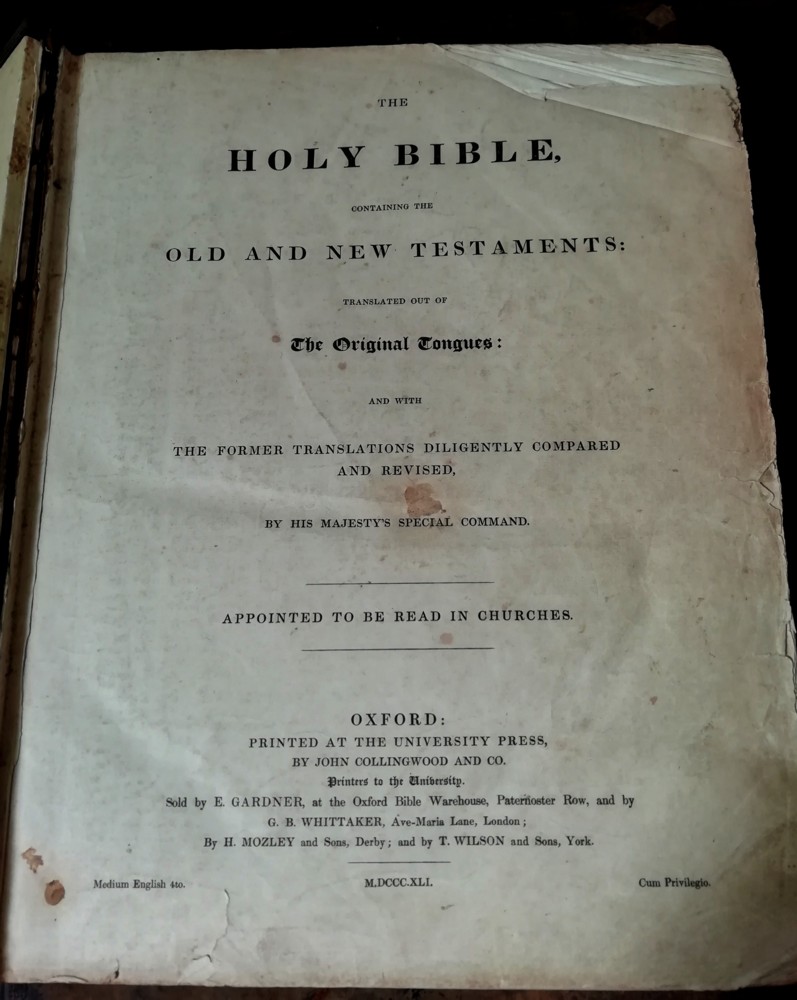 THE
HOLY BIBLE,
CONTAINING THE
OLD AND NEW TESTAMENTS:
TRANSLATED OUT OF
The Original Tongues:
AND WITH
THE FORMER TRANSLATIONS DILIGENTLY COMPARED
AND REVISED,
BY HIS MAJESTY'S SPECIAL COMMAND.
APPOINTED TO BE READ IN CHURCHES.
OXFORD:
PRINTED AT THE UNIVERSITY PRESS,
BY JOHN COLLINGWOOD AND CO.
Printers to the University.
Sold by E. GARDNER, at the Oxford Bible Warehouse, Paternoster Row, and by
G. B. WHITTAKER, Ave-Maria Lane, London;
By H. MOZLEY and Sons, Derby; and by T. WILSON and Sons, York.
Medium English 4to. M.DCCC.XLI. Cum Privilegio.